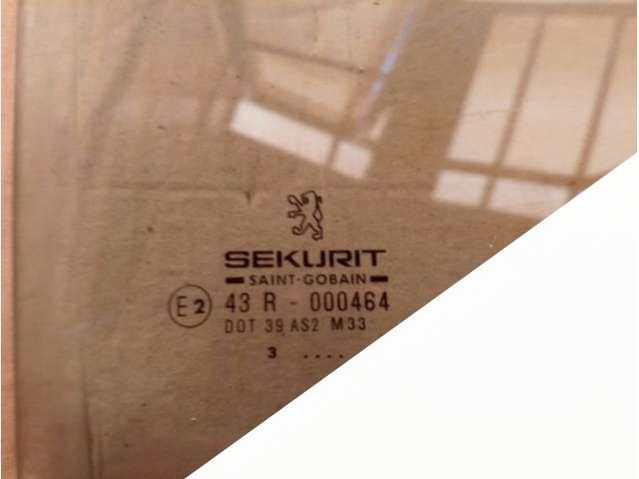 SEKURIT
SAINT-GOBAIN
E2 43 R - 000464
DOT 39 AS2 M33
3 ....